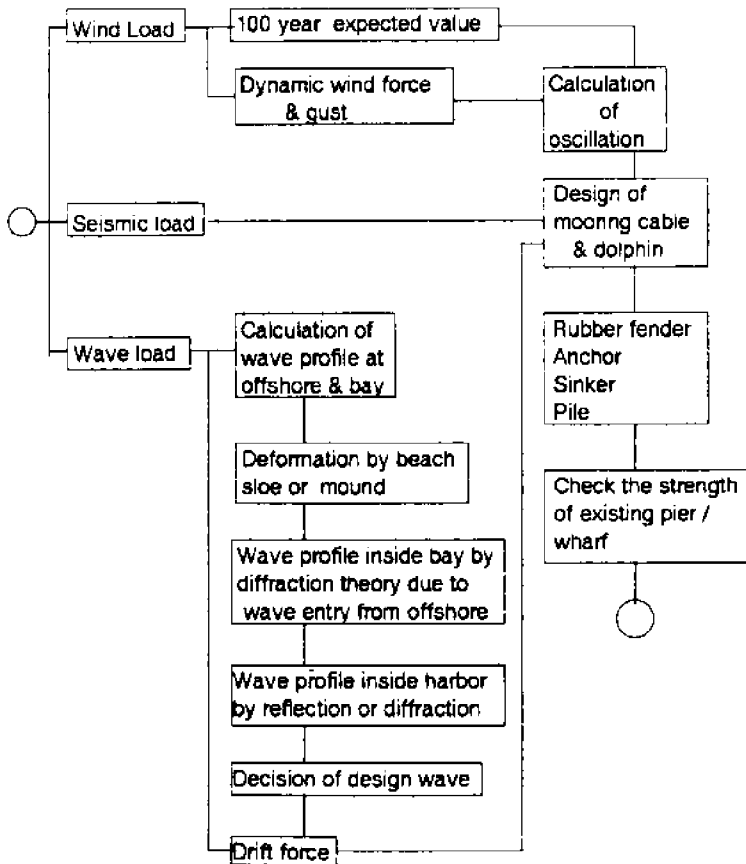 Wind Load
100 year expected value
Dynamic wind force
& gust
Calculation
of
oscillation
Seismic load
Design of
mooring cable
& dolphin
Wave load
Calculation of
wave profile at
offshore & bay
Rubber fender
Anchor
Sinker
Pile
Deformation by beach
sloe or mound
Check the strength
of existing pier /
wharf
Wave profile inside bay by
diffraction theory due to
wave entry from offshore
Wave profile inside harbor
by reflection or diffraction
Decision of design wave
Drift force